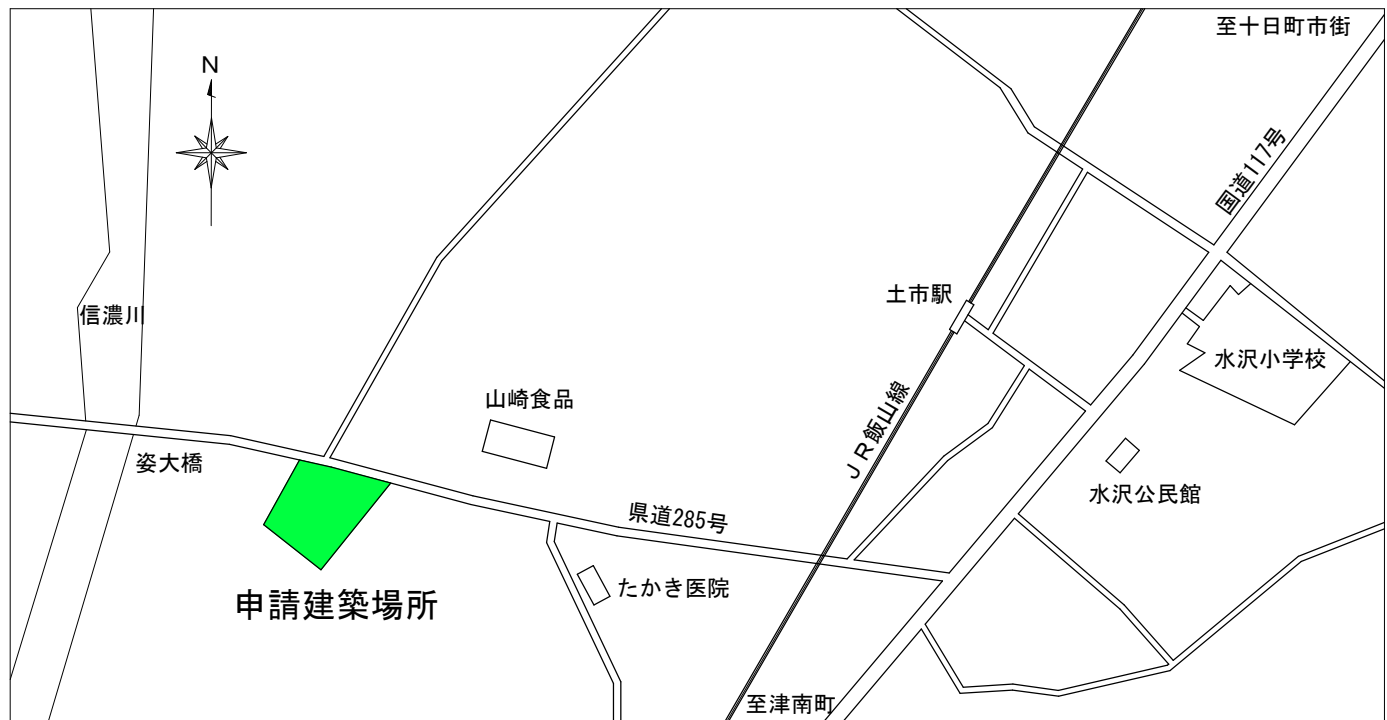 至十日町市街
N
国道117号
信濃川
土市駅
水沢小学校
山崎食品
ＪＲ飯山線
姿大橋
水沢公民館
県道285号
たかき医院
申請建築場所
至津南町